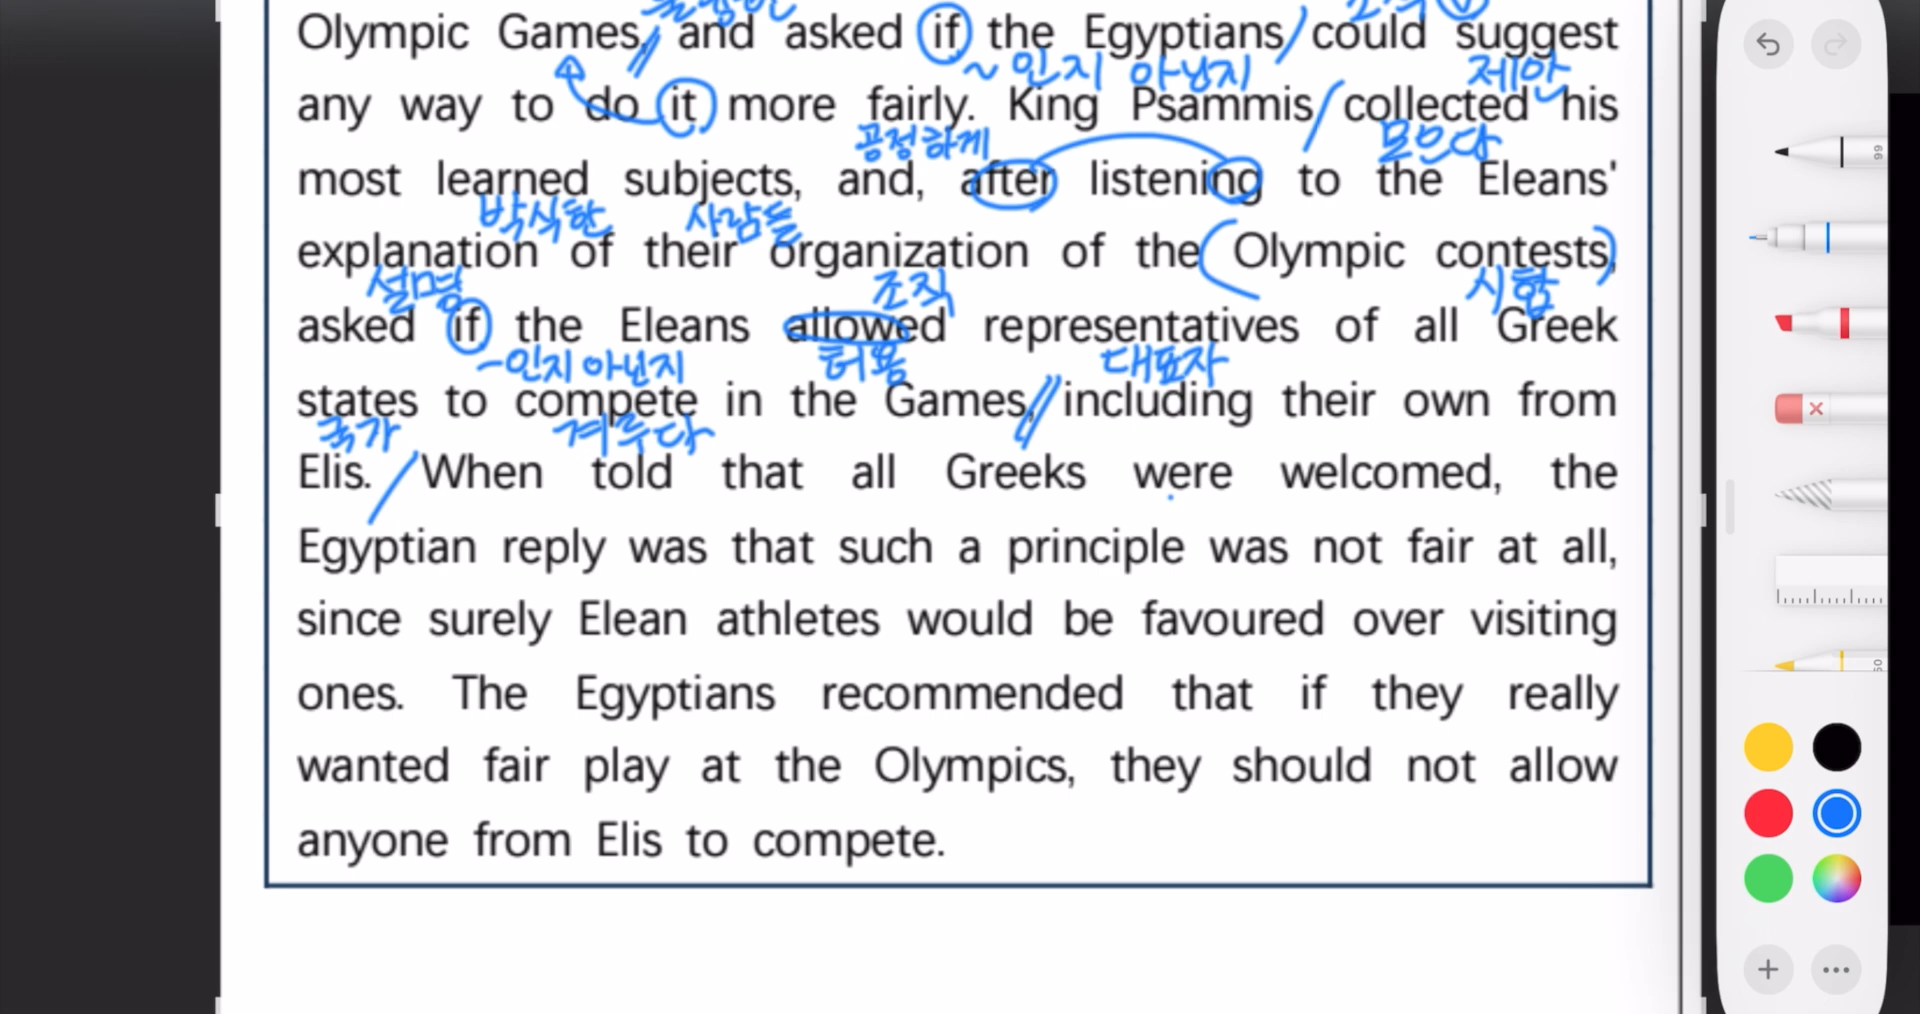 Olympic Games, and asked if the Egyptians could suggest
~인지 아닌지 제안
any way to do it more fairly. King Psammis collected his
공정하게 모으다
most learned subjects, and, after listening to the Eleans'
박식한 사람들
explanation of their organization of the Olympic contests,
설명 조직 시합
asked if the Eleans allowed representatives of all Greek
~인지 아닌지 허용 대표자
states to compete in the Games, including their own from
국가 겨루다
Elis. When told that all Greeks were welcomed, the
Egyptian reply was that such a principle was not fair at all,
since surely Elean athletes would be favoured over visiting
ones. The Egyptians recommended that if they really
wanted fair play at the Olympics, they should not allow
anyone from Elis to compete.
99
50